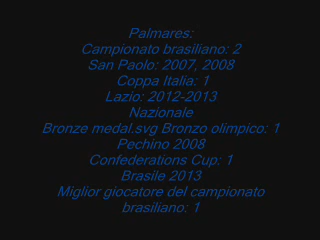 Palmares:
Campionato brasiliano: 2
San Paolo: 2007, 2008
Coppa Italia: 1
Lazio: 2012-2013
Nazionale
Bronze medal.svg Bronzo olimpico: 1
Pechino 2008
Confederations Cup: 1
Brasile 2013
Miglior giocatore del campionato
brasiliano: 1